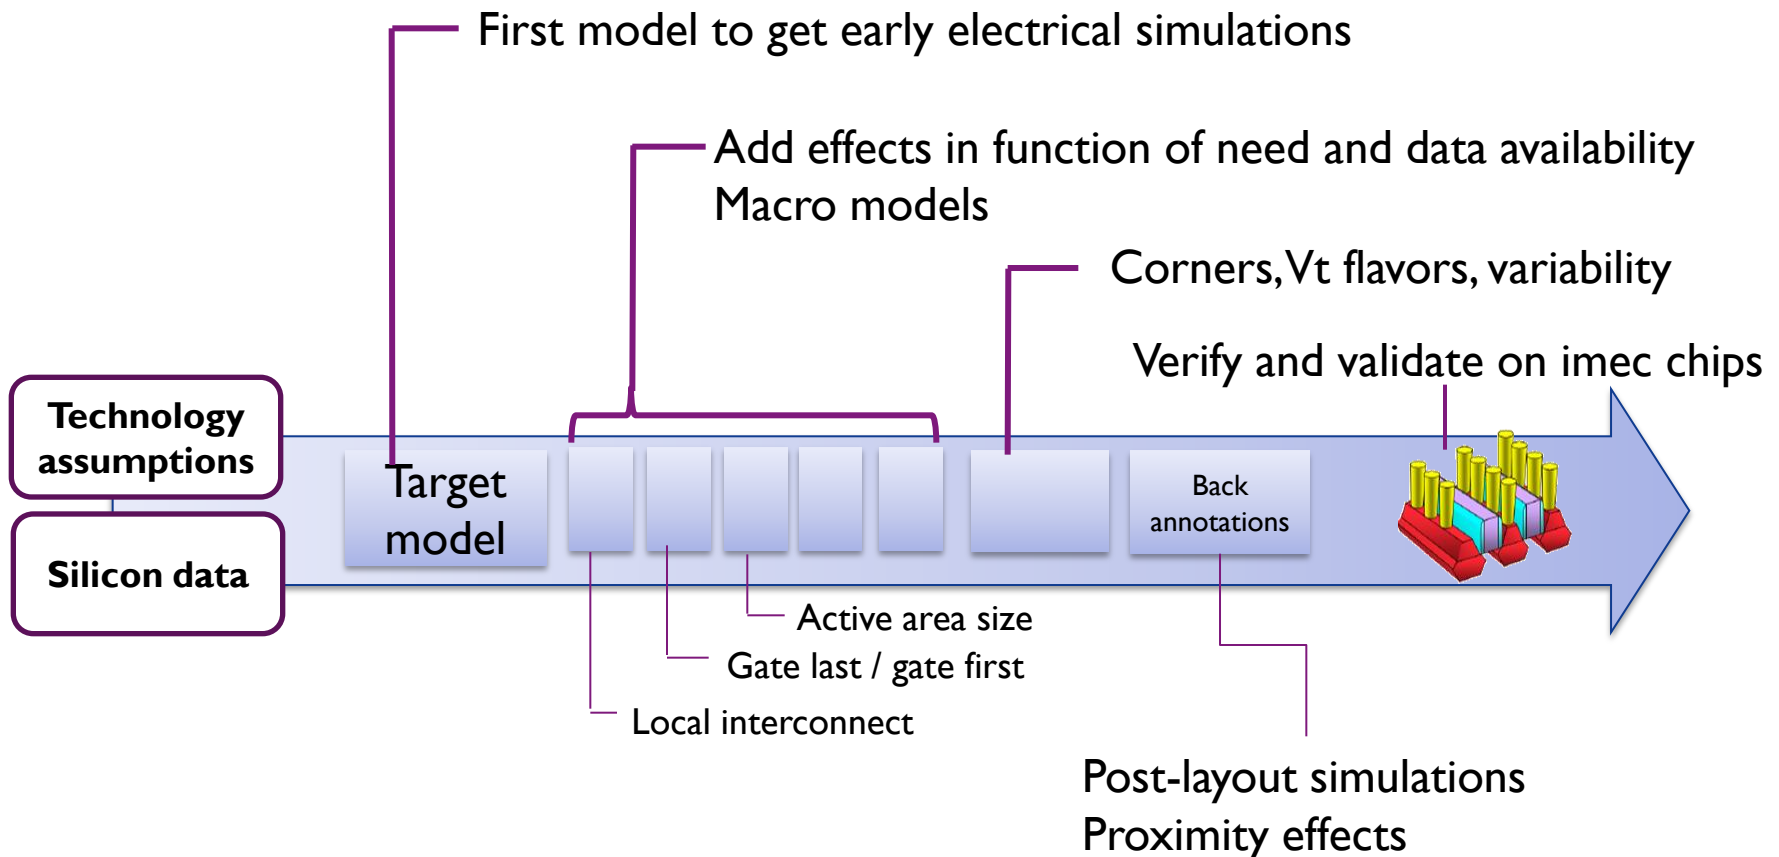 First model to get early electrical simulations
Add effects in function of need and data availability
Macro models
Corners, Vt flavors, variability
Verify and validate on imec chips
Technology
assumptions
Silicon data
Target
model
Back
annotations
Active area size
Gate last / gate first
Local interconnect
Post-layout simulations
Proximity effects